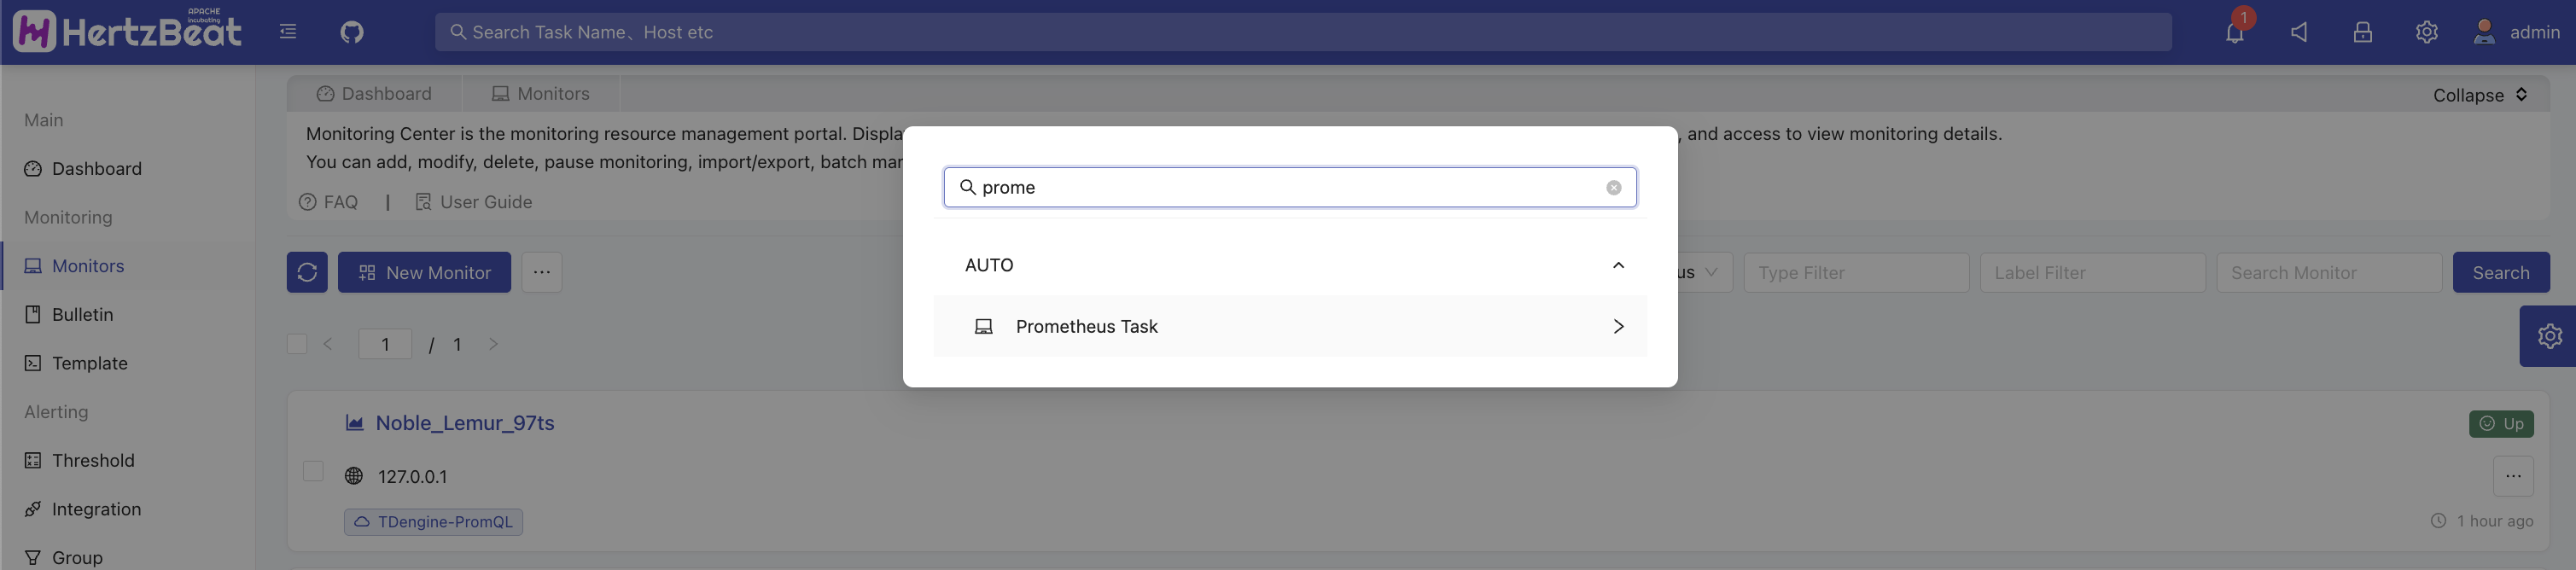 APACHE
incubating
HertzBeat
Search Task Name、Host etc
1
admin
Main
Dashboard
Monitoring
Monitors
Bulletin
Template
Alerting
Threshold
Integration
Group
Dashboard
Monitors
Collapse
Monitoring Center is the monitoring resource management portal. Displa
, and access to view monitoring details.
You can add, modify, delete, pause monitoring, import/export, batch mar
FAQ | User Guide
New Monitor
...
us
Type Filter
Label Filter
Search Monitor
Search
1 / 1
prome
AUTO
Prometheus Task
Noble_Lemur_97ts
Up
127.0.0.1
...
TDengine-PromQL
1 hour ago